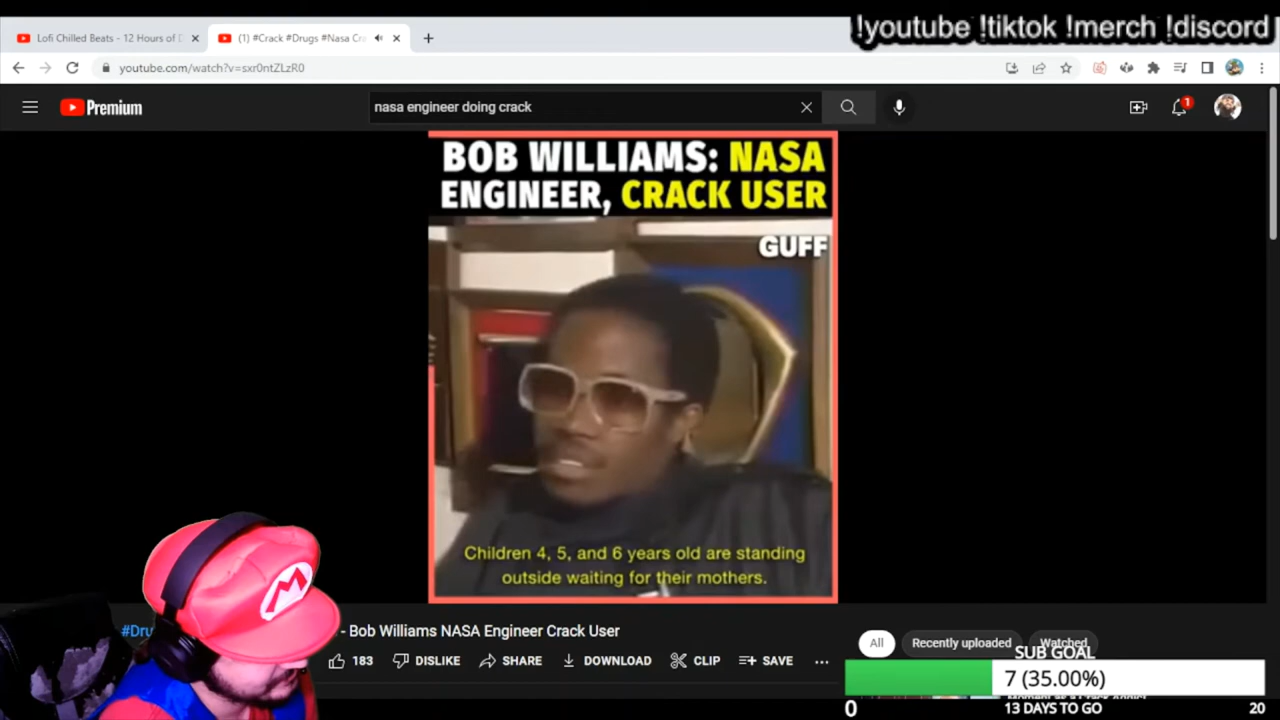 !youtube !tiktok !merch !discord
Lofi Chilled Beats - 12 Hours of
(1) #Crack #Drugs #Nasa Cr
youtube.com/watch?v=sxr0ntZLzR0
Premium
nasa engineer doing crack
1
BOB WILLIAMS: NASA
ENGINEER, CRACK USER
GUFF
Children 4, 5, and 6 years old are standing
outside waiting for their mothers.
#Dru
- Bob Williams NASA Engineer Crack User
183 DISLIKE SHARE DOWNLOAD CLIP SAVE
All Recently uploaded Watched
SUB GOAL
7 (35.00%)
0 13 DAYS TO GO 20
M